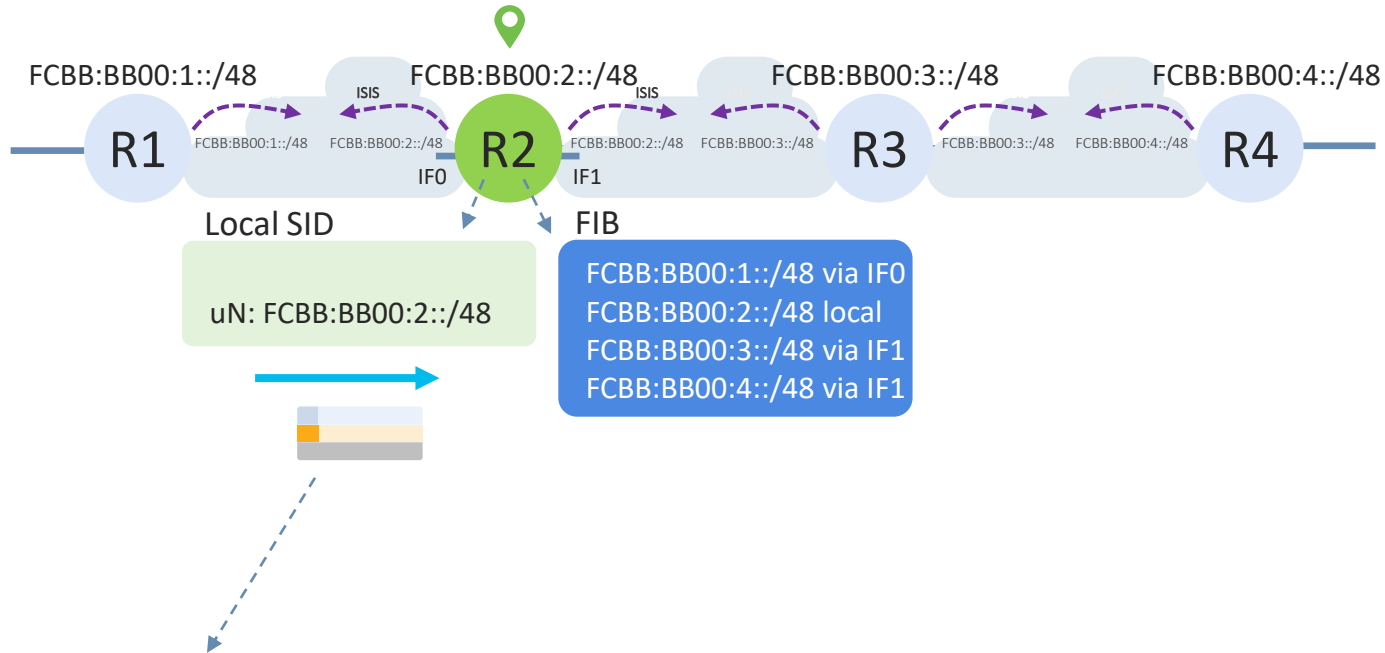 FCBB:BB00:1::/48
FCBB:BB00:2::/48
FCBB:BB00:3::/48
FCBB:BB00:4::/48
ISIS
ISIS
R1
FCBB:BB00:1::/48
FCBB:BB00:2::/48
R2
FCBB:BB00:2::/48
FCBB:BB00:3::/48
R3
FCBB:BB00:3::/48
FCBB:BB00:4::/48
R4
IF0
IF1
Local SID
uN: FCBB:BB00:2::/48
FIB
FCBB:BB00:1::/48 via IF0
FCBB:BB00:2::/48 local
FCBB:BB00:3::/48 via IF1
FCBB:BB00:4::/48 via IF1